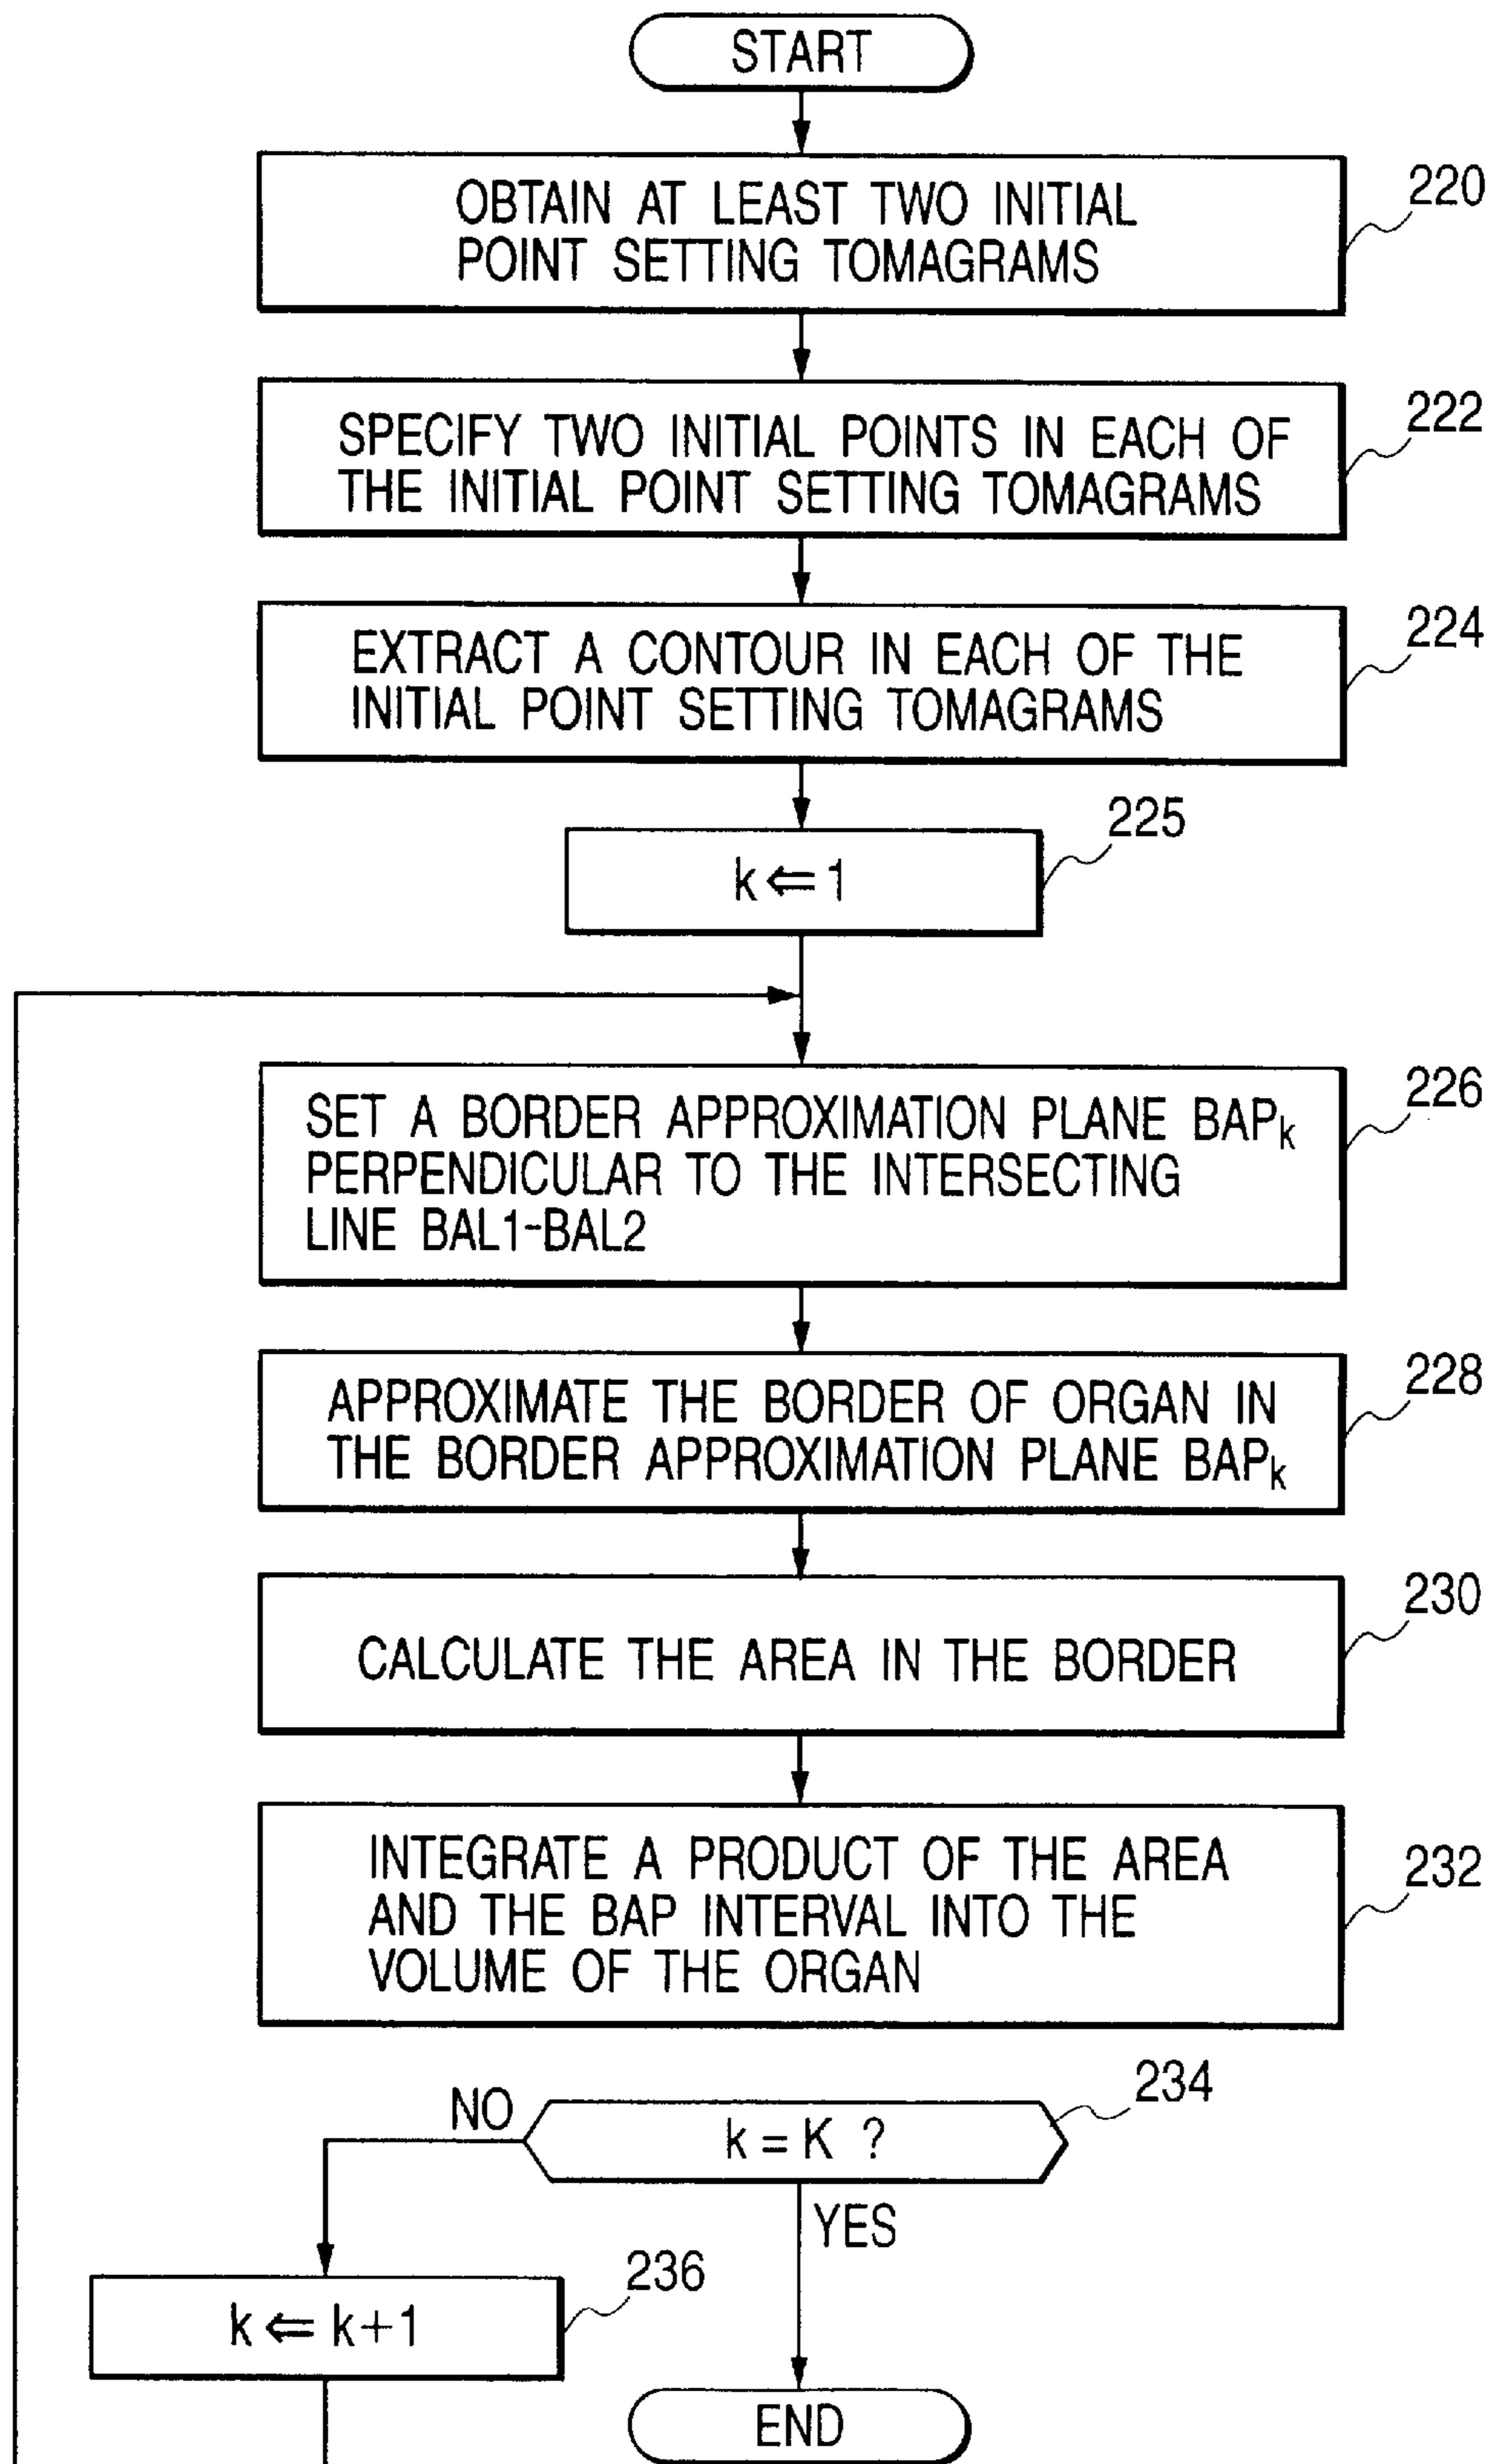 START
OBTAIN AT LEAST TWO INITIAL
POINT SETTING TOMAGRAMS
220
SPECIFY TWO INITIAL POINTS IN EACH OF
THE INITIAL POINT SETTING TOMAGRAMS
222
EXTRACT A CONTOUR IN EACH OF THE
INITIAL POINT SETTING TOMAGRAMS
224
k⇐1
225
SET A BORDER APPROXIMATION PLANE BAPk
PERPENDICULAR TO THE INTERSECTING
LINE BAL1-BAL2
226
APPROXIMATE THE BORDER OF ORGAN IN
THE BORDER APPROXIMATION PLANE BAPk
228
CALCULATE THE AREA IN THE BORDER
230
INTEGRATE A PRODUCT OF THE AREA
AND THE BAP INTERVAL INTO THE
VOLUME OF THE ORGAN
232
k=K ?
234
NO
YES
k⇐k+1
236
END